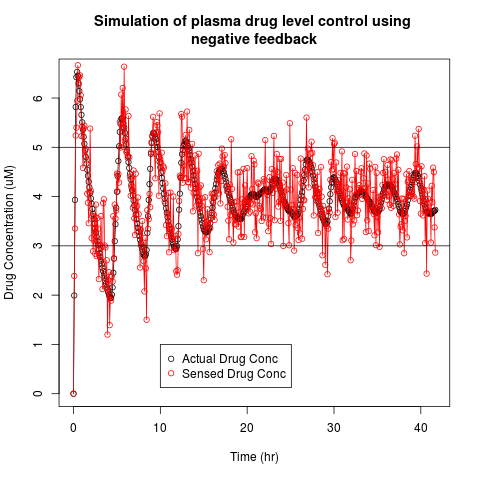 Simulation of plasma drug level control using
negative feedback
Drug Concentration (uM)
6
5
4
3
2
1
0
Actual Drug Conc
Sensed Drug Conc
0 10 20 30 40
Time (hr)